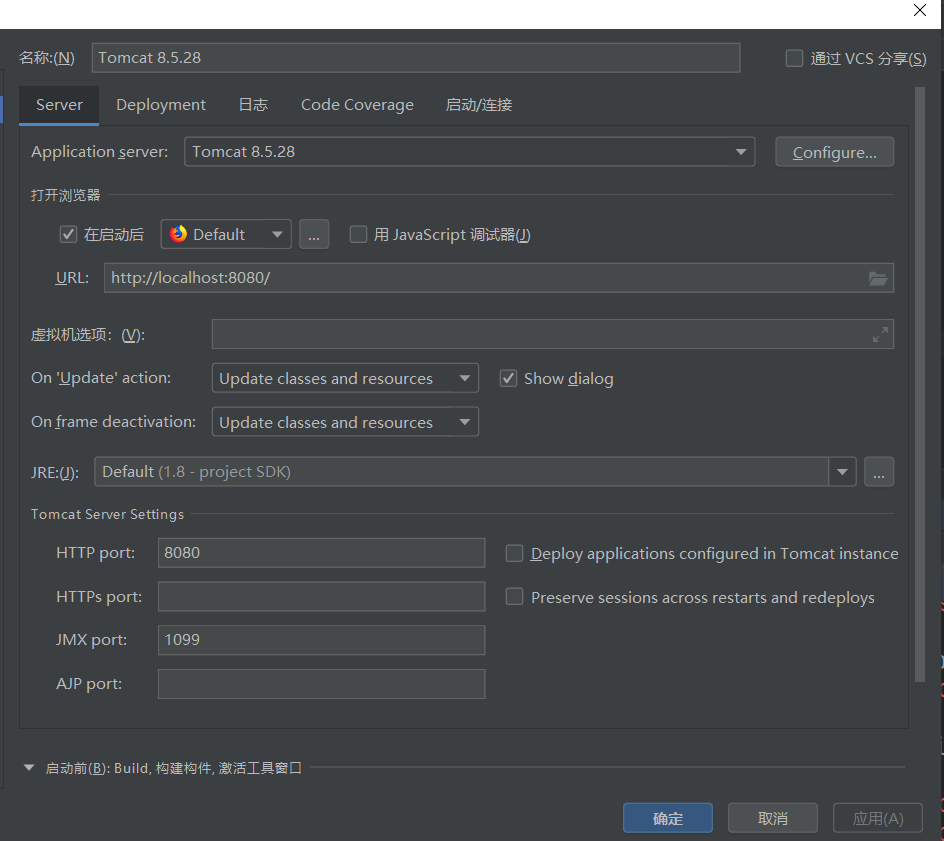 名称:(N) Tomcat 8.5.28 通过 VCS 分享(S)
Server Deployment 日志 Code Coverage 启动/连接
Application server: Tomcat 8.5.28 Configure...
打开浏览器
在启动后 Default ... 用 JavaScript 调试器(J)
URL: http://localhost:8080/
虚拟机选项: (V):
On 'Update' action: Update classes and resources Show dialog
On frame deactivation: Update classes and resources
JRE:(J): Default (1.8 - project SDK) ...
Tomcat Server Settings
HTTP port: 8080 Deploy applications configured in Tomcat instance
HTTPs port: Preserve sessions across restarts and redeploys
JMX port: 1099
AJP port:
启动前(B): Build, 构建构件, 激活工具窗口
确定 取消 应用(A)